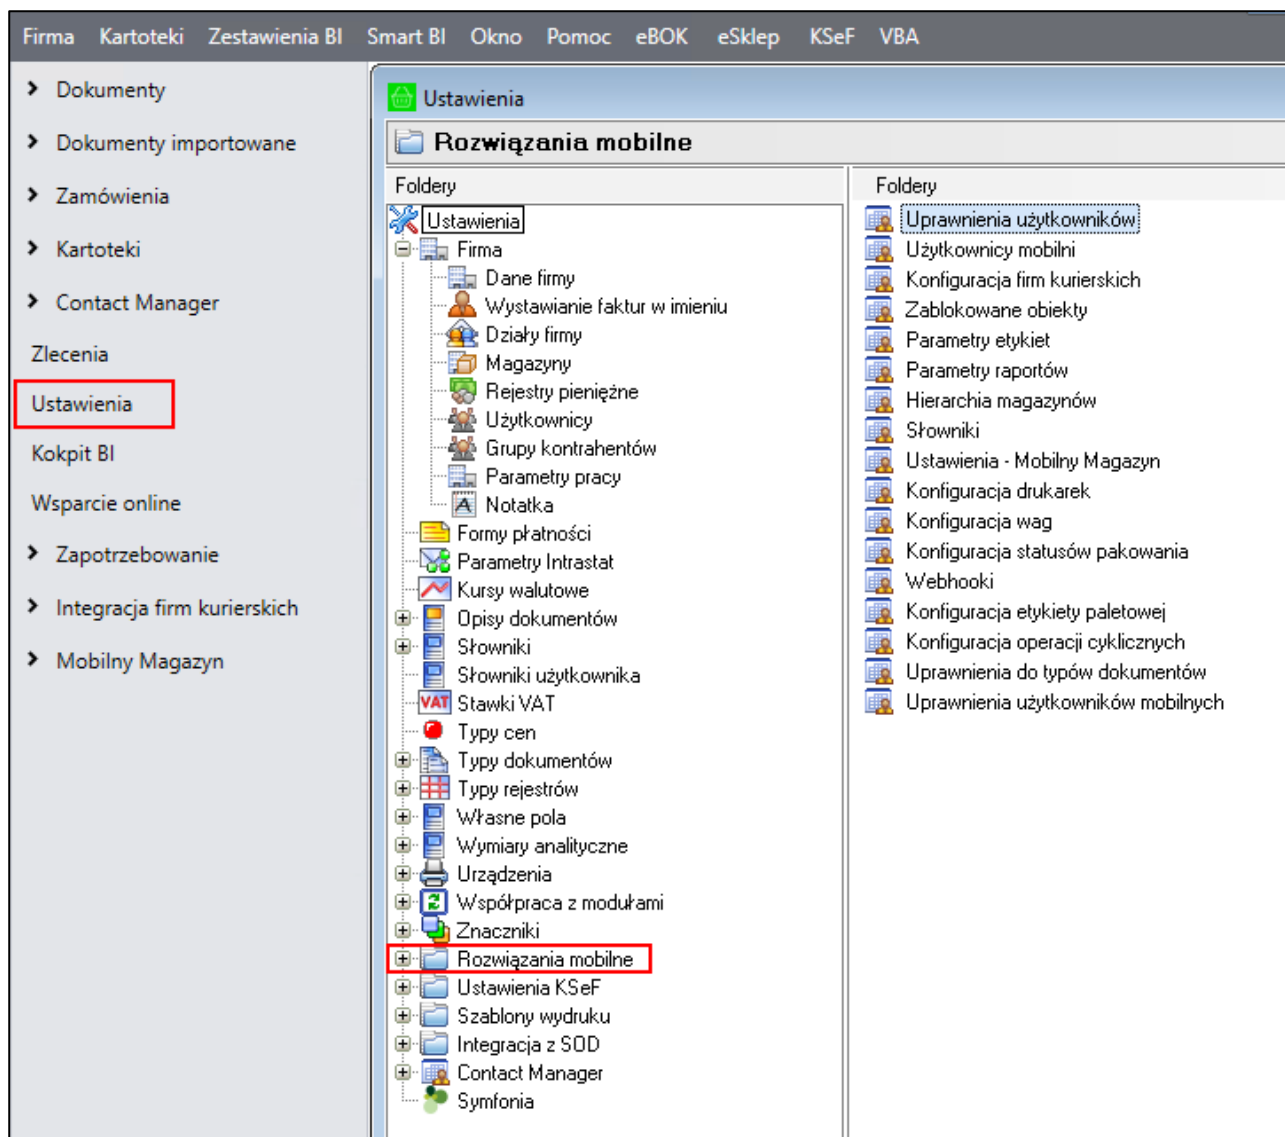 Firma Kartoteki Zestawienia BI Smart BI Okno Pomoc eBOK eSklep KSeF VBA
Dokumenty
Dokumenty importowane
Zamówienia
Kartoteki
Contact Manager
Zlecenia
Ustawienia
Kokpit BI
Wsparcie online
Zapotrzebowanie
Integracja firm kurierskich
Mobilny Magazyn
Ustawienia
Rozwiązania mobilne
Foldery
Ustawienia
Firma
Dane firmy
Wystawianie faktur w imieniu
Działy firmy
Magazyny
Rejestry pieniężne
Użytkownicy
Grupy kontrahentów
Parametry pracy
Notatka
Formy płatności
Parametry Intrastat
Kursy walutowe
Opisy dokumentów
Słowniki
Słowniki użytkownika
VAT Stawki VAT
Typy cen
Typy dokumentów
Typy rejestrów
Własne pola
Wymiary analityczne
Urządzenia
Współpraca z modułami
Znaczniki
Rozwiązania mobilne
Ustawienia KSeF
Szablony wydruku
Integracja z SOD
Contact Manager
Symfonia
Foldery
Uprawnienia użytkowników
Użytkownicy mobilni
Konfiguracja firm kurierskich
Zablokowane obiekty
Parametry etykiet
Parametry raportów
Hierarchia magazynów
Słowniki
Ustawienia - Mobilny Magazyn
Konfiguracja drukarek
Konfiguracja wag
Konfiguracja statusów pakowania
Webhooki
Konfiguracja etykiety paletowej
Konfiguracja operacji cyklicznych
Uprawnienia do typów dokumentów
Uprawnienia użytkowników mobilnych